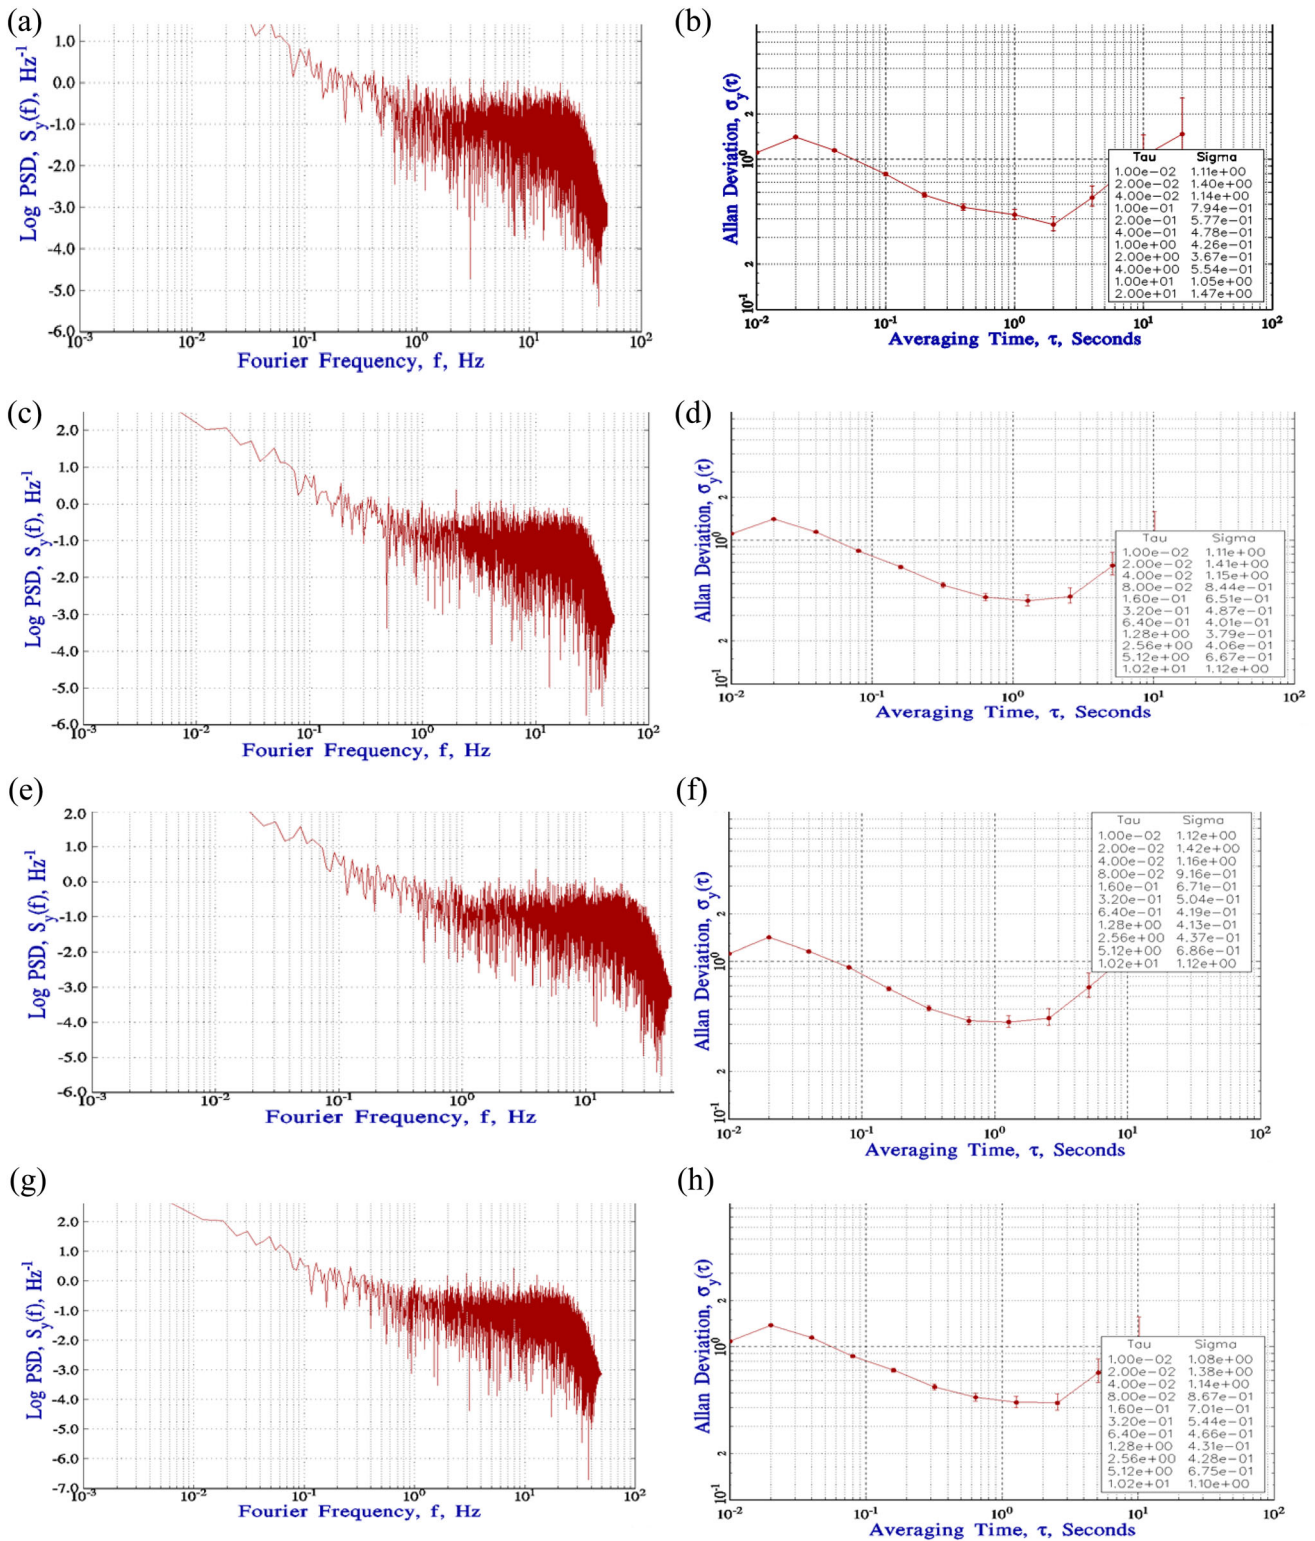 (a)
Log PSD, Sy(f), Hz-1
1.0
0.0
-1.0
-2.0
-3.0
-4.0
-5.0
-6.0
10-3 10-2 10-1 100 101 102
Fourier Frequency, f, Hz
(b)
Allan Deviation, σy(τ)
2
100
2
10-1
10-2 10-1 100 101 102
Averaging Time, τ, Seconds
Tau Sigma
1.00e-02 1.11e+00
2.00e-02 1.40e+00
4.00e-02 1.14e+00
1.00e-01 7.94e-01
2.00e-01 5.77e-01
4.00e-01 4.78e-01
1.00e+00 4.26e-01
2.00e+00 3.67e-01
4.00e+00 5.54e-01
1.00e+01 1.05e+00
2.00e+01 1.47e+00
(c)
Log PSD, Sy(f), Hz-1
2.0
1.0
0.0
-1.0
-2.0
-3.0
-4.0
-5.0
-6.0
10-3 10-2 10-1 100 101 102
Fourier Frequency, f, Hz
(d)
Allan Deviation, σy(τ)
2
100
2
10-1
10-2 10-1 100 101 102
Averaging Time, τ, Seconds
Tau Sigma
1.00e-02 1.11e+00
2.00e-02 1.41e+00
4.00e-02 1.15e+00
8.00e-02 8.44e-01
1.60e-01 6.51e-01
3.20e-01 4.87e-01
6.40e-01 4.01e-01
1.28e+00 3.79e-01
2.56e+00 4.06e-01
5.12e+00 6.67e-01
1.02e+01 1.12e+00
(e)
Log PSD, Sy(f), Hz-1
2.0
1.0
0.0
-1.0
-2.0
-3.0
-4.0
-5.0
-6.0
10-3 10-2 10-1 100 101
Fourier Frequency, f, Hz
(f)
Allan Deviation, σy(τ)
2
100
2
10-1
10-2 10-1 100 101 102
Averaging Time, τ, Seconds
Tau Sigma
1.00e-02 1.12e+00
2.00e-02 1.42e+00
4.00e-02 1.16e+00
8.00e-02 9.16e-01
1.60e-01 6.71e-01
3.20e-01 5.04e-01
6.40e-01 4.19e-01
1.28e+00 4.13e-01
2.56e+00 4.37e-01
5.12e+00 6.86e-01
1.02e+01 1.12e+00
(g)
Log PSD, Sy(f), Hz-1
2.0
1.0
0.0
-1.0
-2.0
-3.0
-4.0
-5.0
-6.0
-7.0
10-3 10-2 10-1 100 101 102
Fourier Frequency, f, Hz
(h)
Allan Deviation, σy(τ)
2
100
2
10-1
10-2 10-1 100 101 102
Averaging Time, τ, Seconds
Tau Sigma
1.00e-02 1.08e+00
2.00e-02 1.38e+00
4.00e-02 1.14e+00
8.00e-02 8.67e-01
1.60e-01 7.01e-01
3.20e-01 5.44e-01
6.40e-01 4.66e-01
1.28e+00 4.31e-01
2.56e+00 4.28e-01
5.12e+00 6.75e-01
1.02e+01 1.10e+00